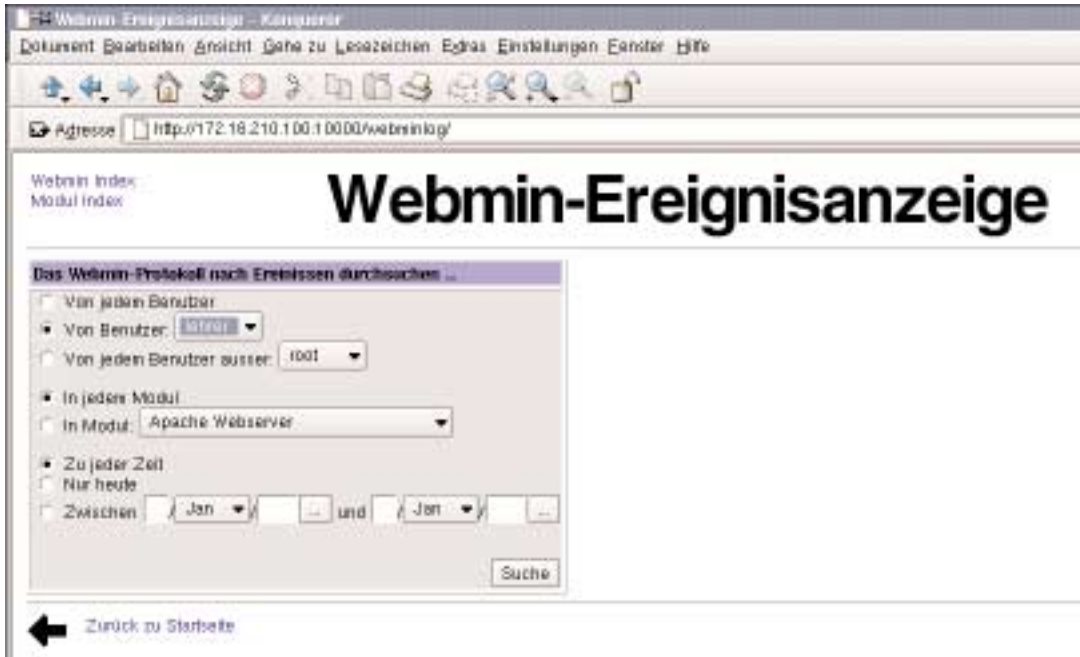 Webmin-Ereignisanzeige - Konqueror
Dokument Bearbeiten Ansicht Gehe zu Lesezeichen Extras Einstellungen Fenster Hilfe
Adresse http://172.16.210.100:10000/webminlog/
Webmin Index
Modul Index
Webmin-Ereignisanzeige
Das Webmin-Protokoll nach Ereinissen durchsuchen ...
Von jedem Benutzer
Von Benutzer: lehrer
Von jedem Benutzer ausser: root
In jedem Modul
In Modul: Apache Webserver
Zu jeder Zeit
Nur heute
Zwischen / Jan / ... und / Jan / ...
Suche
Zurück zu Startseite